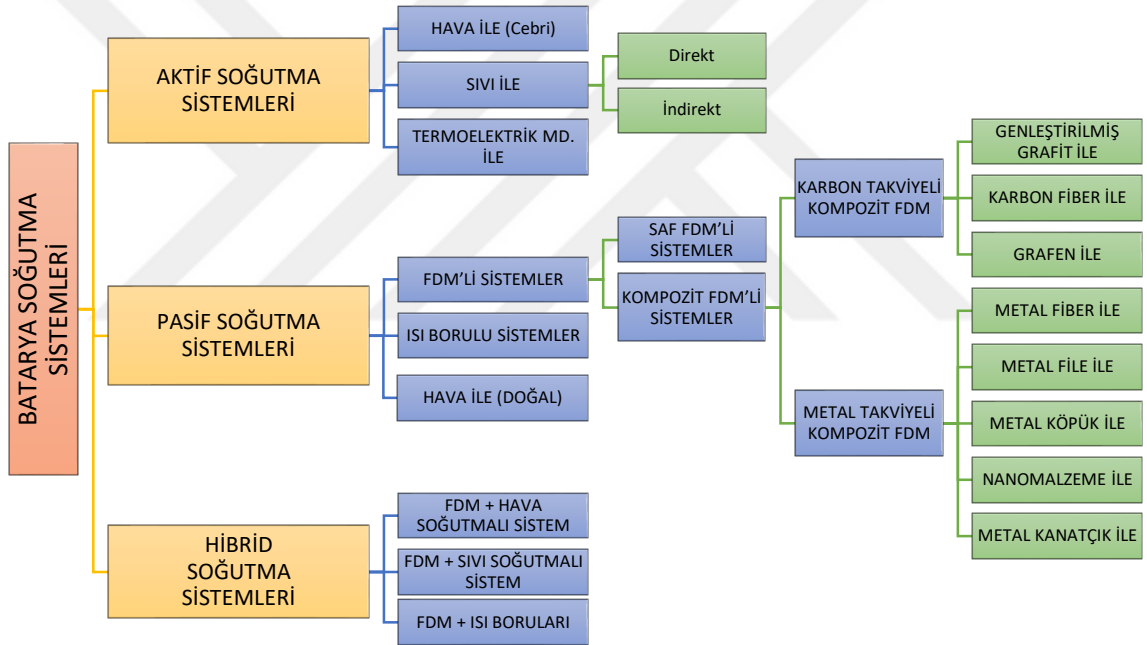 BATARYA SOĞUTMA
SİSTEMLERİ
AKTİF SOĞUTMA
SİSTEMLERİ
HAVA İLE (Cebri)
SIVI İLE
Direkt
İndirekt
TERMOELEKTRİK MD.
İLE
PASİF SOĞUTMA
SİSTEMLERİ
FDM'Lİ SİSTEMLER
SAF FDM'Lİ
SİSTEMLER
KOMPOZİT FDM'Lİ
SİSTEMLER
KARBON TAKVİYELİ
KOMPOZİT FDM
GENLEŞTİRİLMİŞ
GRAFİT İLE
KARBON FİBER İLE
GRAFEN İLE
METAL TAKVİYELİ
KOMPOZİT FDM
METAL FİBER İLE
METAL FİLE İLE
METAL KÖPÜK İLE
NANOMALZEME İLE
METAL KANATÇIK İLE
ISI BORULU SİSTEMLER
HAVA İLE (DOĞAL)
HİBRİD
SOĞUTMA
SİSTEMLERİ
FDM + HAVA
SOĞUTMALI SİSTEM
FDM + SIVI SOĞUTMALI
SİSTEM
FDM + ISI BORULARI